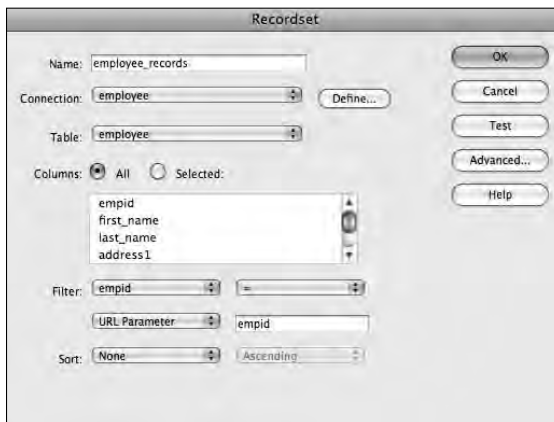 Recordset
Name: employee_records
OK
Connection: employee Define...
Cancel
Table: employee
Test
Columns: All Selected:
Advanced...
empid
first_name
last_name
address1
Help
Filter: empid =
URL Parameter empid
Sort: None Ascending